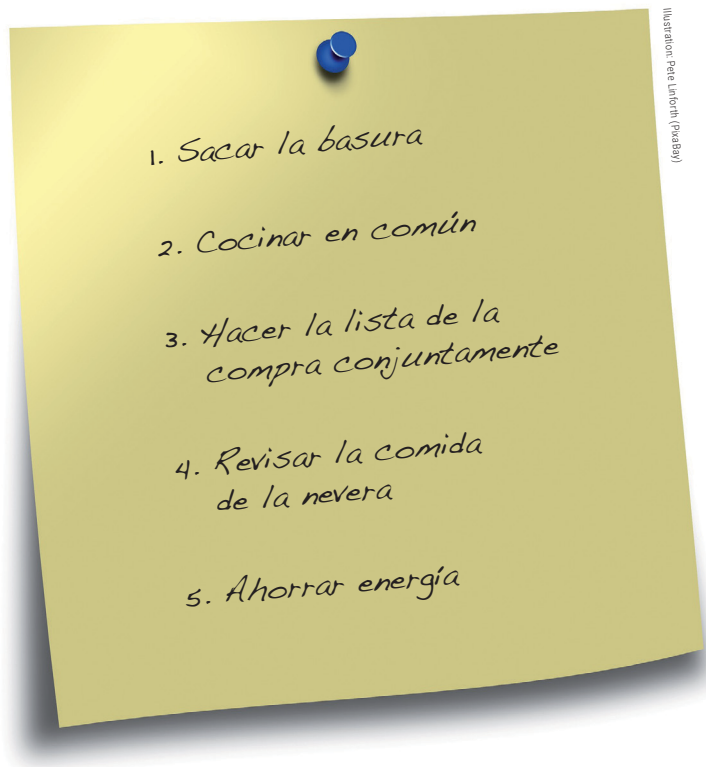 1. Sacar la basura
2. Cocinar en común
3. Hacer la lista de la
compra conjuntamente
4. Revisar la comida
de la nevera
5. Ahorrar energía
Illustration: Pete Linforth (PixaBay)